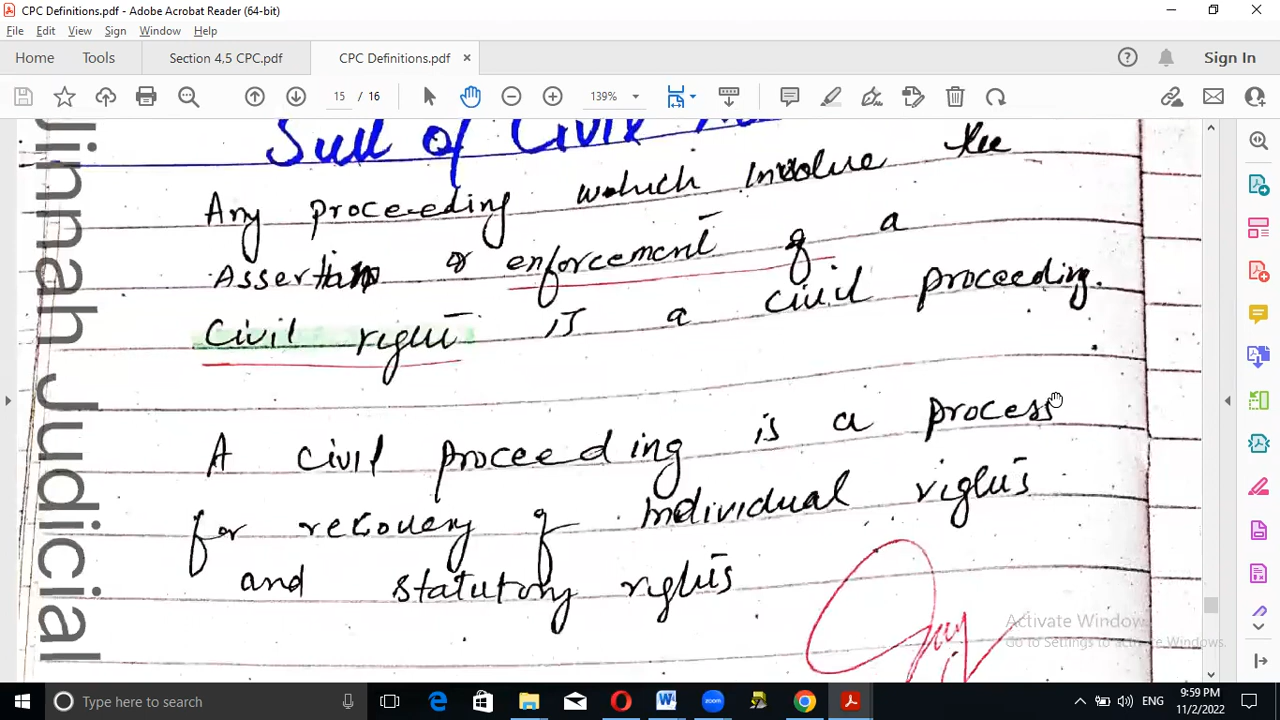 CPC Definitions.pdf - Adobe Acrobat Reader (64-bit)
File Edit View Sign Window Help
Home Tools Section 4,5 CPC.pdf CPC Definitions.pdf × Sign In
15 / 16 139%
Suit of Civil
Any proceeding which involve the
Assertion or enforcement of a
Civil right is a civil proceeding.
A civil proceeding is a process
for recovery of individual rights
and statutory rights
Jinnah Judicial
Activate Window
Go to Settings to activate Windows.
Type here to search
ENG
9:59 PM
11/2/2022